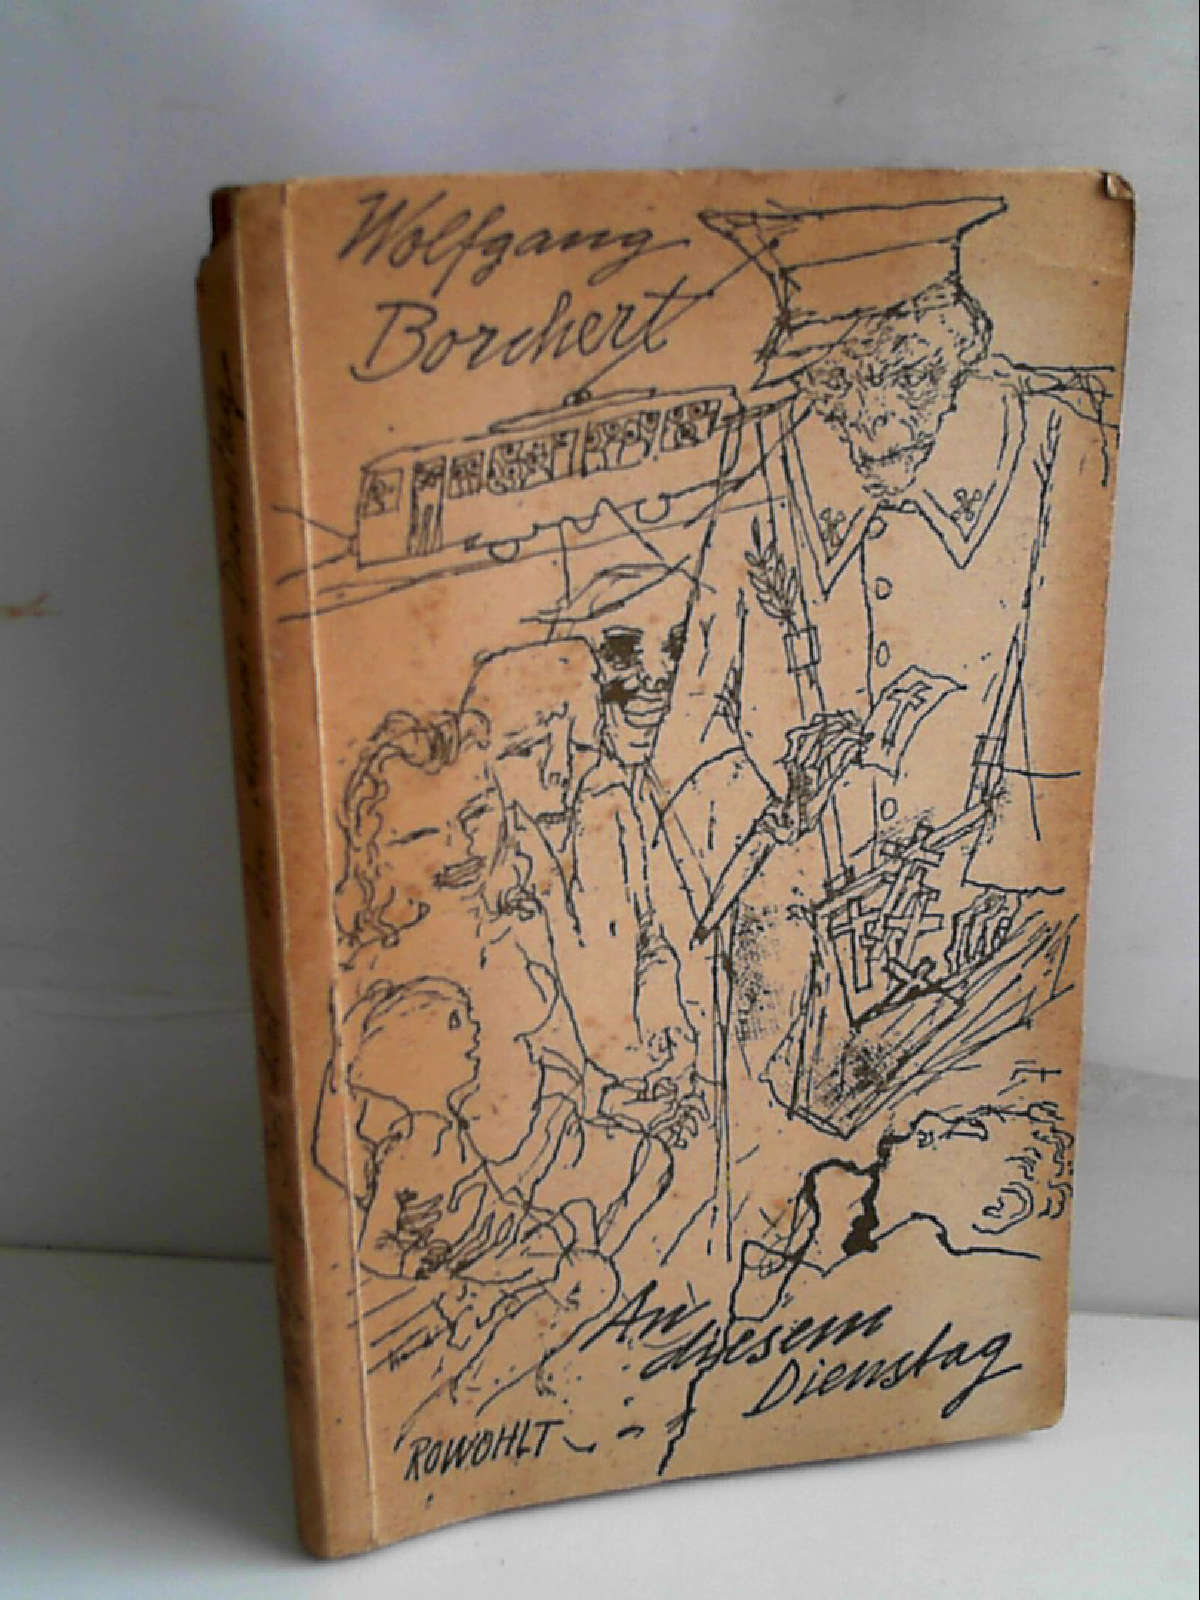 Wolfgang
Borchert
An
diesem
Dienstag
ROWOHLT